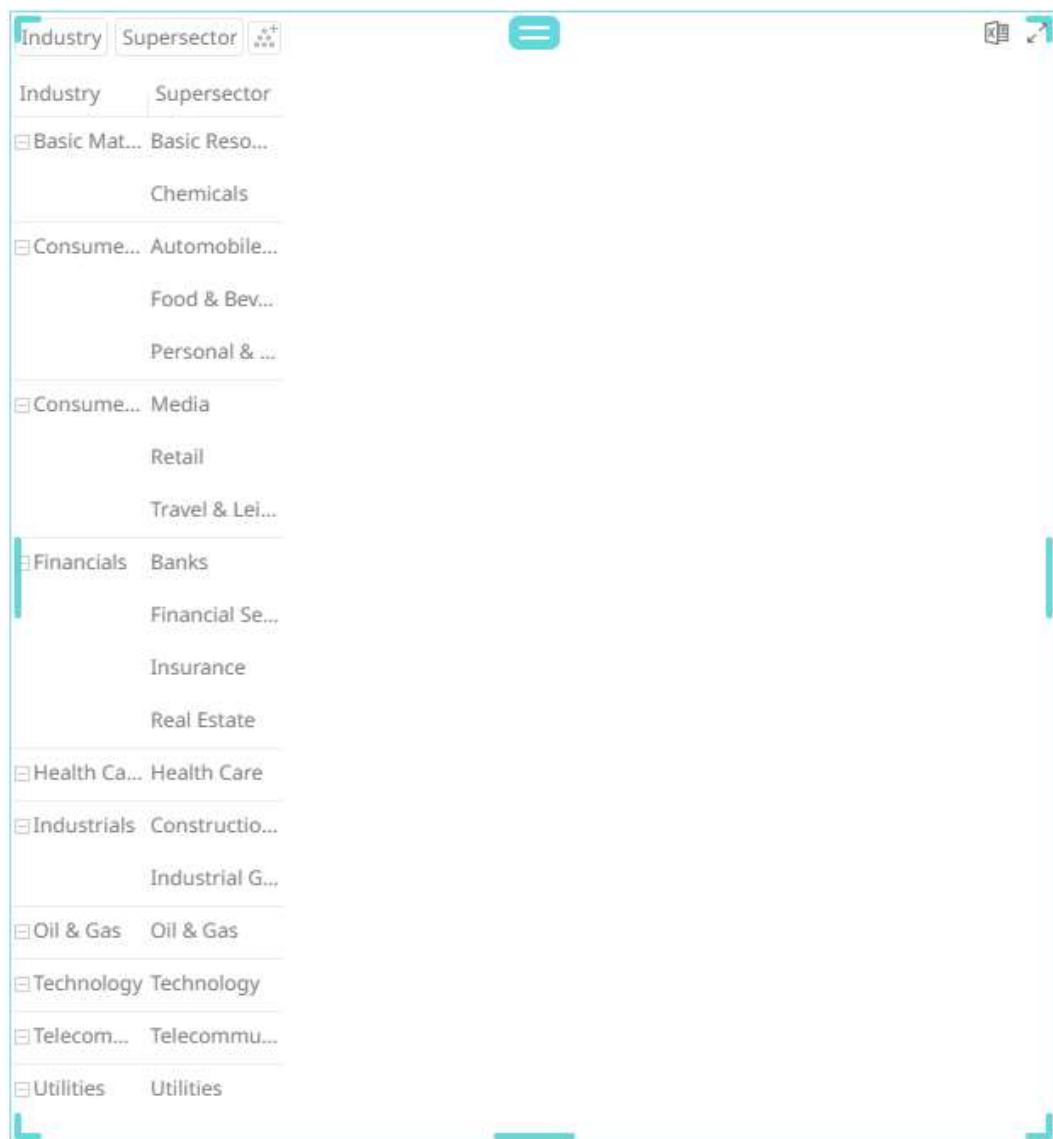 Industry Supersector
Industry Supersector
Basic Mat... Basic Reso...
Chemicals
Consume... Automobile...
Food & Bev...
Personal & ...
Consume... Media
Retail
Travel & Lei...
Financials Banks
Financial Se...
Insurance
Real Estate
Health Ca... Health Care
Industrials Constructio...
Industrial G...
Oil & Gas Oil & Gas
Technology Technology
Telecom... Telecommu...
Utilities Utilities